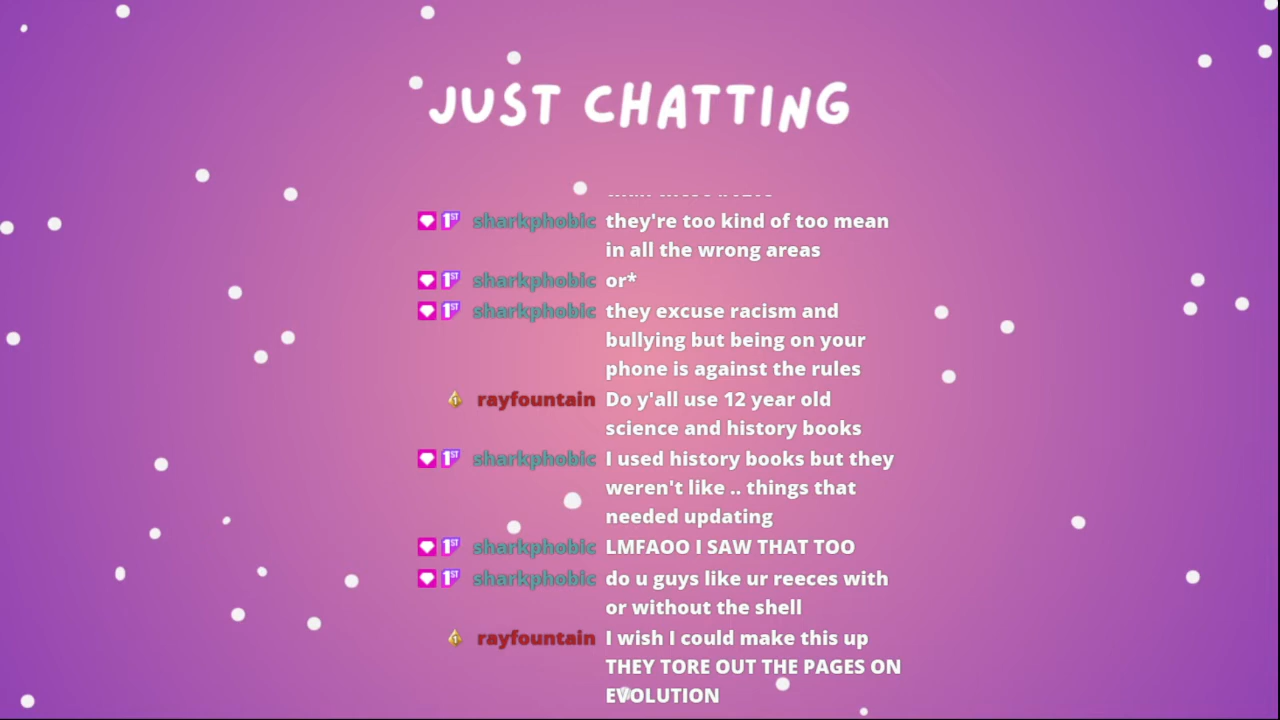 JUST CHATTING
sharkphobic they're too kind of too mean
in all the wrong areas
sharkphobic or*
sharkphobic they excuse racism and
bullying but being on your
phone is against the rules
rayfountain Do y'all use 12 year old
science and history books
sharkphobic I used history books but they
weren't like .. things that
needed updating
sharkphobic LMFAOO I SAW THAT TOO
sharkphobic do u guys like ur reeces with
or without the shell
rayfountain I wish I could make this up
THEY TORE OUT THE PAGES ON
EVOLUTION